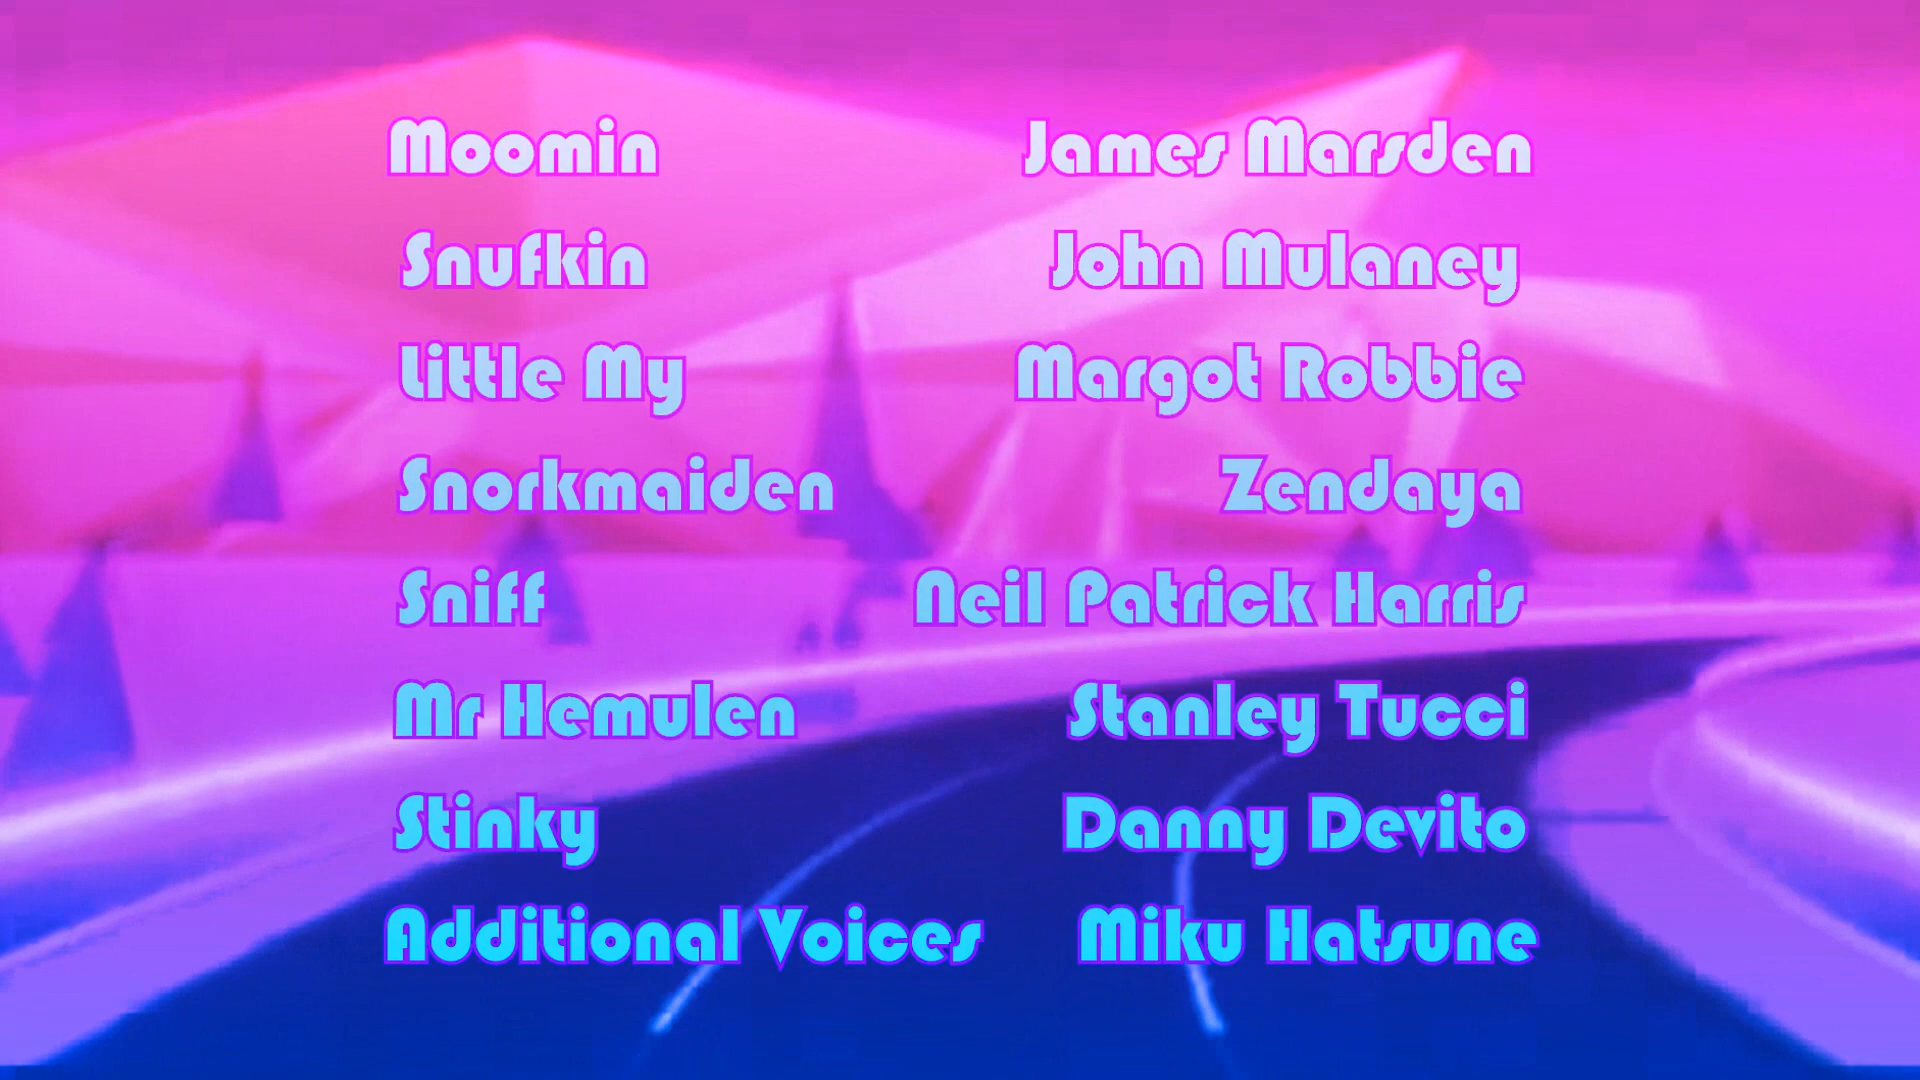 Moomin James Marsden
Snufkin John Mulaney
Little My Margot Robbie
Snorkmaiden Zendaya
Sniff Neil Patrick Harris
Mr Hemulen Stanley Tucci
Stinky Danny Devito
Additional Voices Miku Hatsune